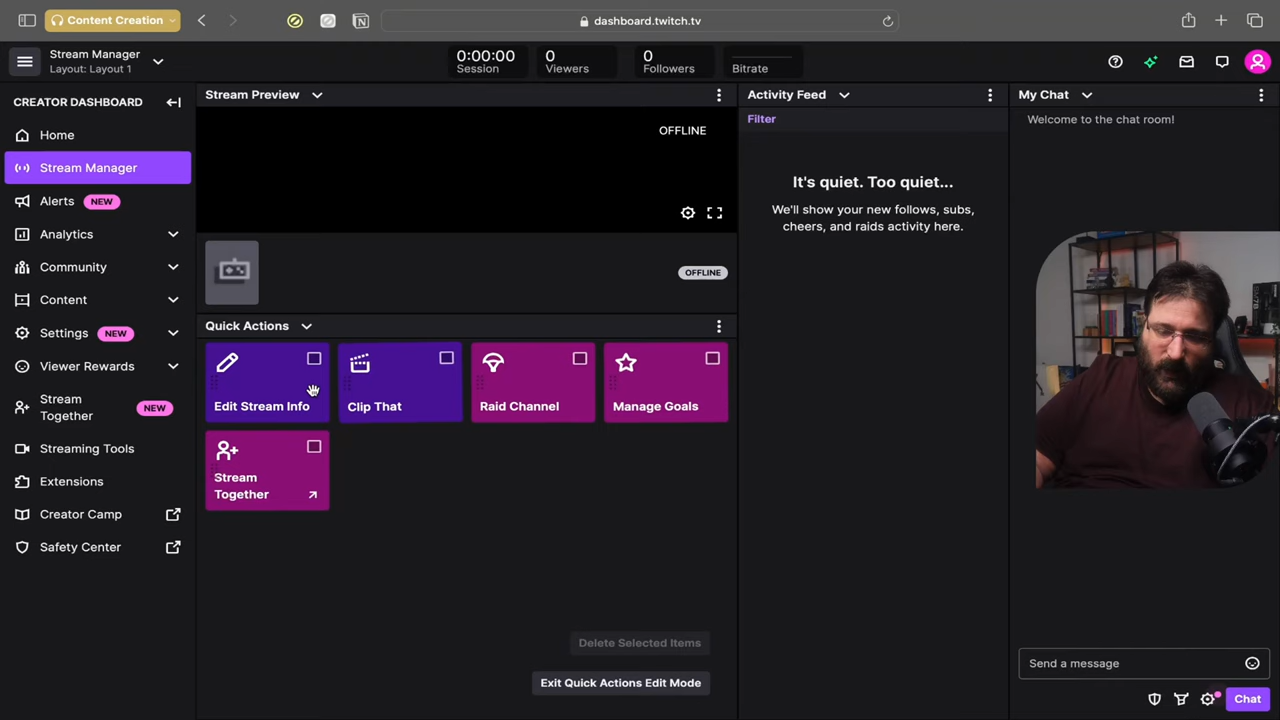 Content Creation
dashboard.twitch.tv
Stream Manager
Layout: Layout 1
0:00:00
Session
0
Viewers
0
Followers
Bitrate
CREATOR DASHBOARD
Home
Stream Manager
Alerts NEW
Analytics
Community
Content
Settings NEW
Viewer Rewards
Stream
Together
NEW
Streaming Tools
Extensions
Creator Camp
Safety Center
Stream Preview
OFFLINE
OFFLINE
Quick Actions
Edit Stream Info
Clip That
Raid Channel
Manage Goals
Stream
Together
Delete Selected Items
Exit Quick Actions Edit Mode
Activity Feed
Filter
It's quiet. Too quiet...
We'll show your new follows, subs,
cheers, and raids activity here.
My Chat
Welcome to the chat room!
Send a message
Chat